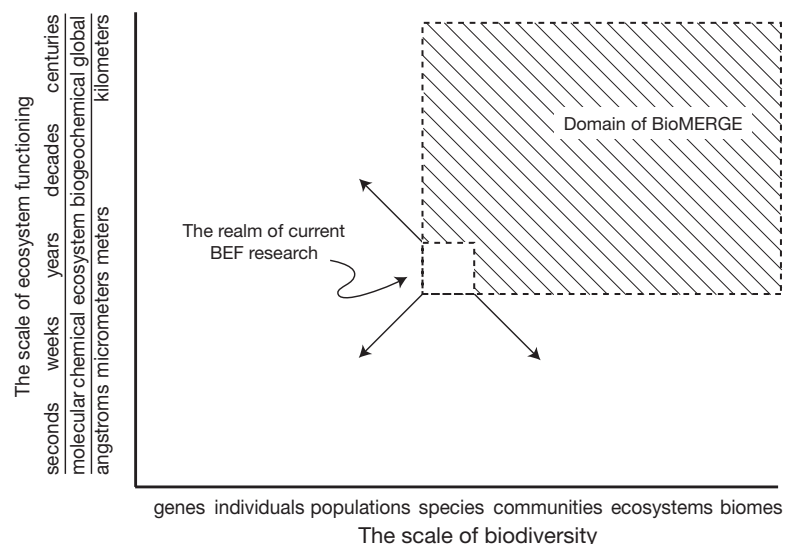 The scale of ecosystem functioning
seconds weeks years decades centuries
molecular chemical ecosystem biogeochemical global
angstroms micrometers meters kilometers
Domain of BioMERGE
The realm of current
BEF research
genes individuals populations species communities ecosystems biomes
The scale of biodiversity